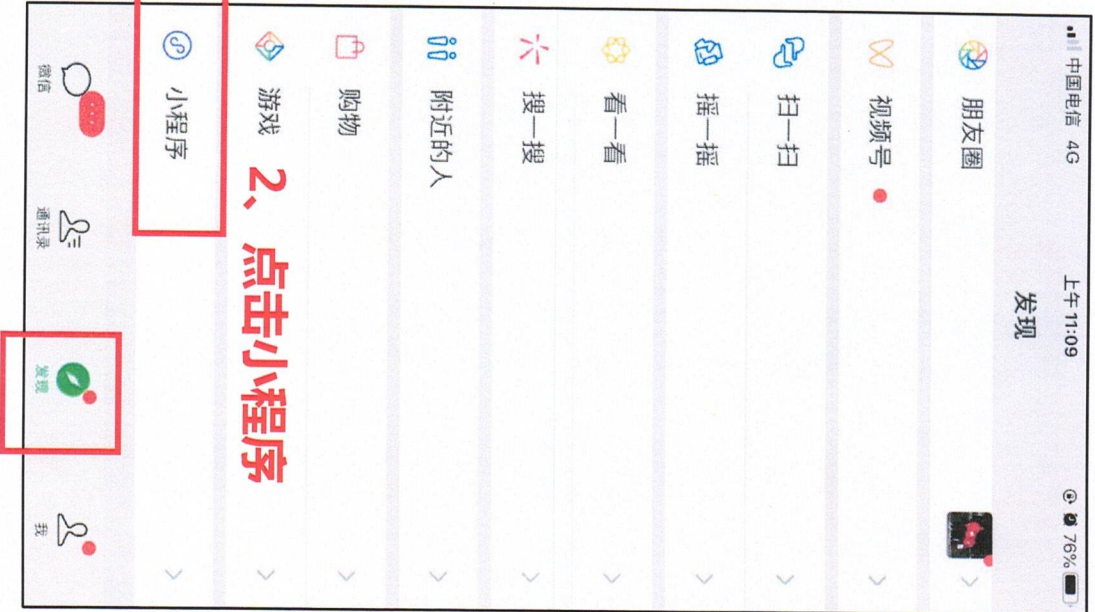 中国电信 4G 上午 11:09 76%
发现
朋友圈
视频号
扫一扫
摇一摇
看一看
搜一搜
附近的人
购物
游戏
2、点击小程序
小程序
微信 通讯录 发现 我